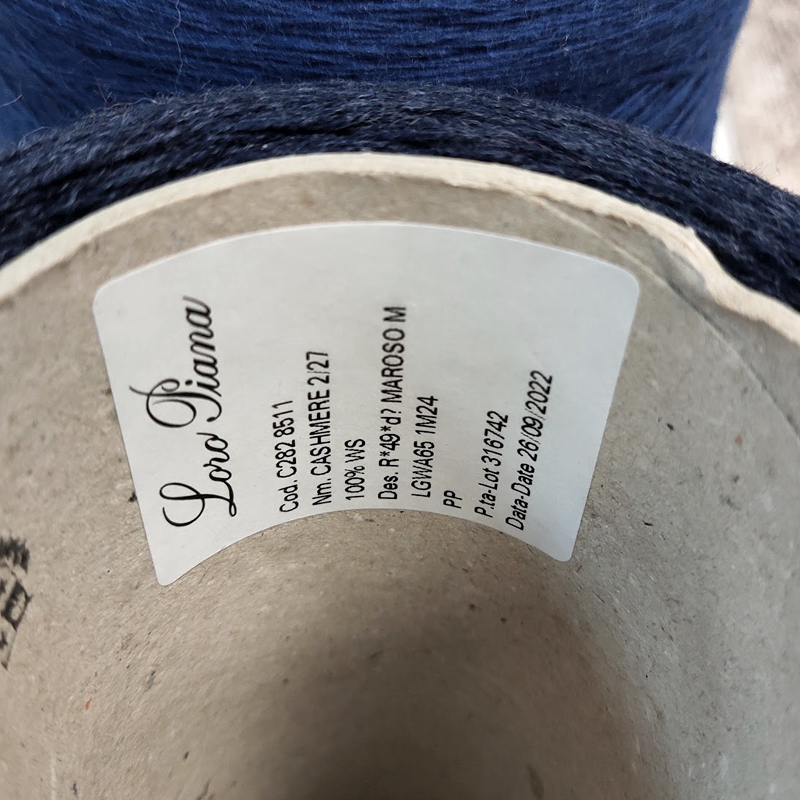 Loro Piana
Cod. C282 8511
Nm. CASHMERE 2/27
100% WS
Des. R*49*d? MAROSO M
LGWA65 1M24
PP
P.ta-Lot 316742
Data-Date 26/09/2022